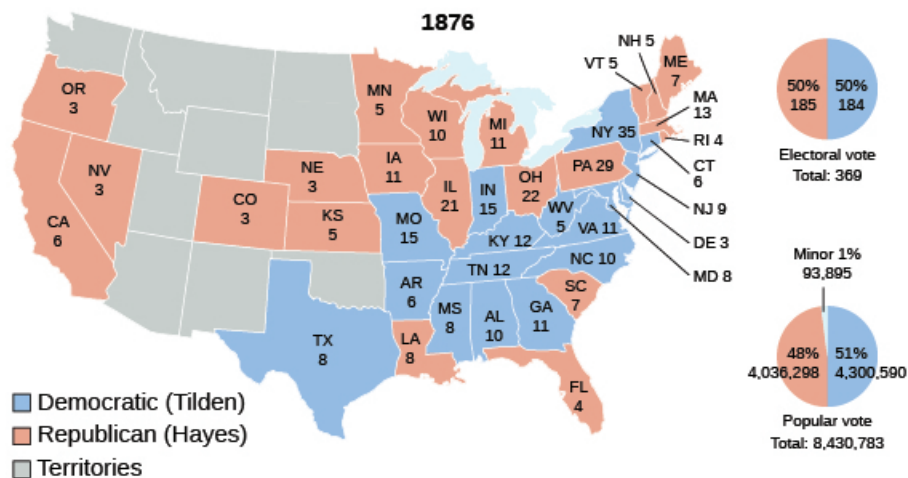 1876
OR
3
NV
3
CA
6
CO
3
NE
3
KS
5
TX
8
MN
5
IA
11
MO
15
AR
6
LA
8
WI
10
IL
21
MI
11
IN
15
OH
22
KY 12
TN 12
MS
8
AL
10
GA
11
FL
4
SC
7
NC 10
VA 11
WV
5
PA 29
NY 35
VT 5
NH 5
ME
7
MA
13
RI 4
CT
6
NJ 9
DE 3
MD 8
50%
185
50%
184
Electoral vote
Total: 369
Minor 1%
93,895
48%
4,036,298
51%
4,300,590
Popular vote
Total: 8,430,783
Democratic (Tilden)
Republican (Hayes)
Territories